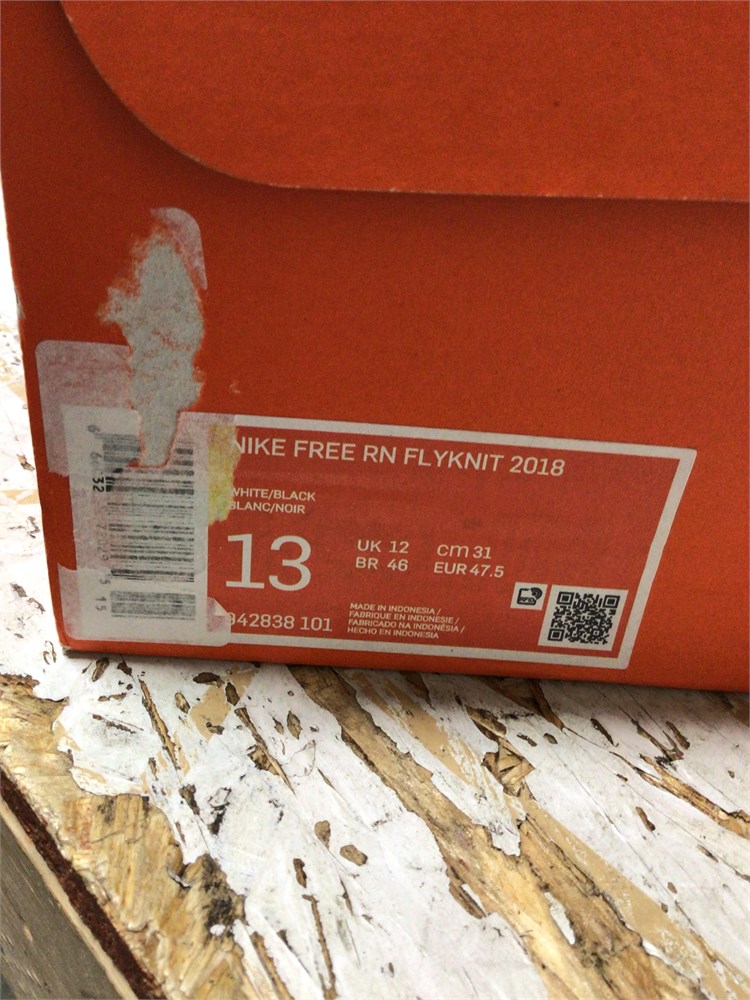 NIKE FREE RN FLYKNIT 2018
WHITE/BLACK
BLANC/NOIR
13
UK 12 cm 31
BR 46 EUR 47.5
942838 101
MADE IN INDONESIA /
FABRIQUE EN INDONESIE /
FABRICADO NA INDONÉSIA /
HECHO EN INDONESIA